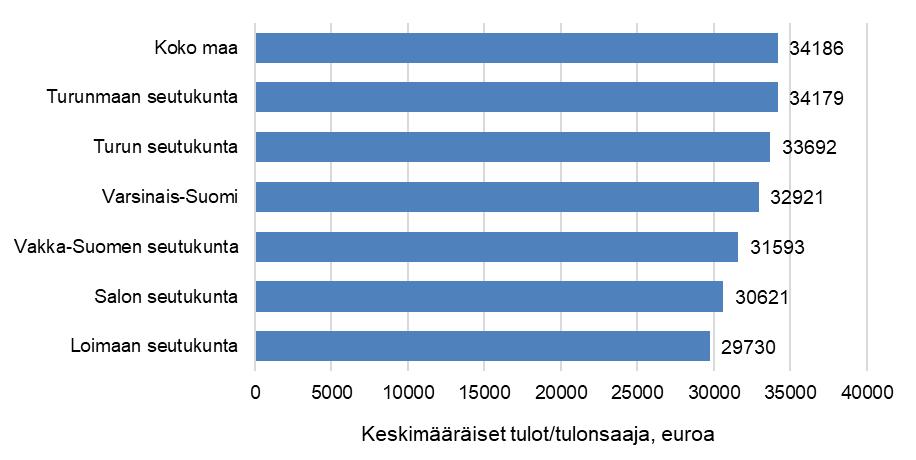 Koko maa 34186
Turunmaan seutukunta 34179
Turun seutukunta 33692
Varsinais-Suomi 32921
Vakka-Suomen seutukunta 31593
Salon seutukunta 30621
Loimaan seutukunta 29730
0 5000 10000 15000 20000 25000 30000 35000 40000
Keskimääräiset tulot/tulonsaaja, euroa